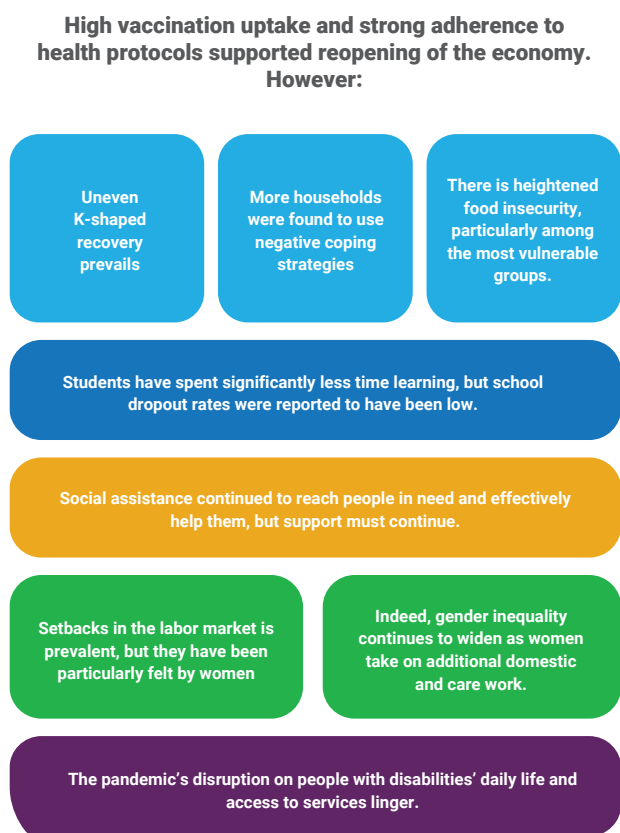 High vaccination uptake and strong adherence to
health protocols supported reopening of the economy.
However:
Uneven
K-shaped
recovery
prevails
More households
were found to use
negative coping
strategies
There is heightened
food insecurity,
particularly among
the most vulnerable
groups.
Students have spent significantly less time learning, but school
dropout rates were reported to have been low.
Social assistance continued to reach people in need and effectively
help them, but support must continue.
Setbacks in the labor market is
prevalent, but they have been
particularly felt by women
Indeed, gender inequality
continues to widen as women
take on additional domestic
and care work.
The pandemic's disruption on people with disabilities' daily life and
access to services linger.